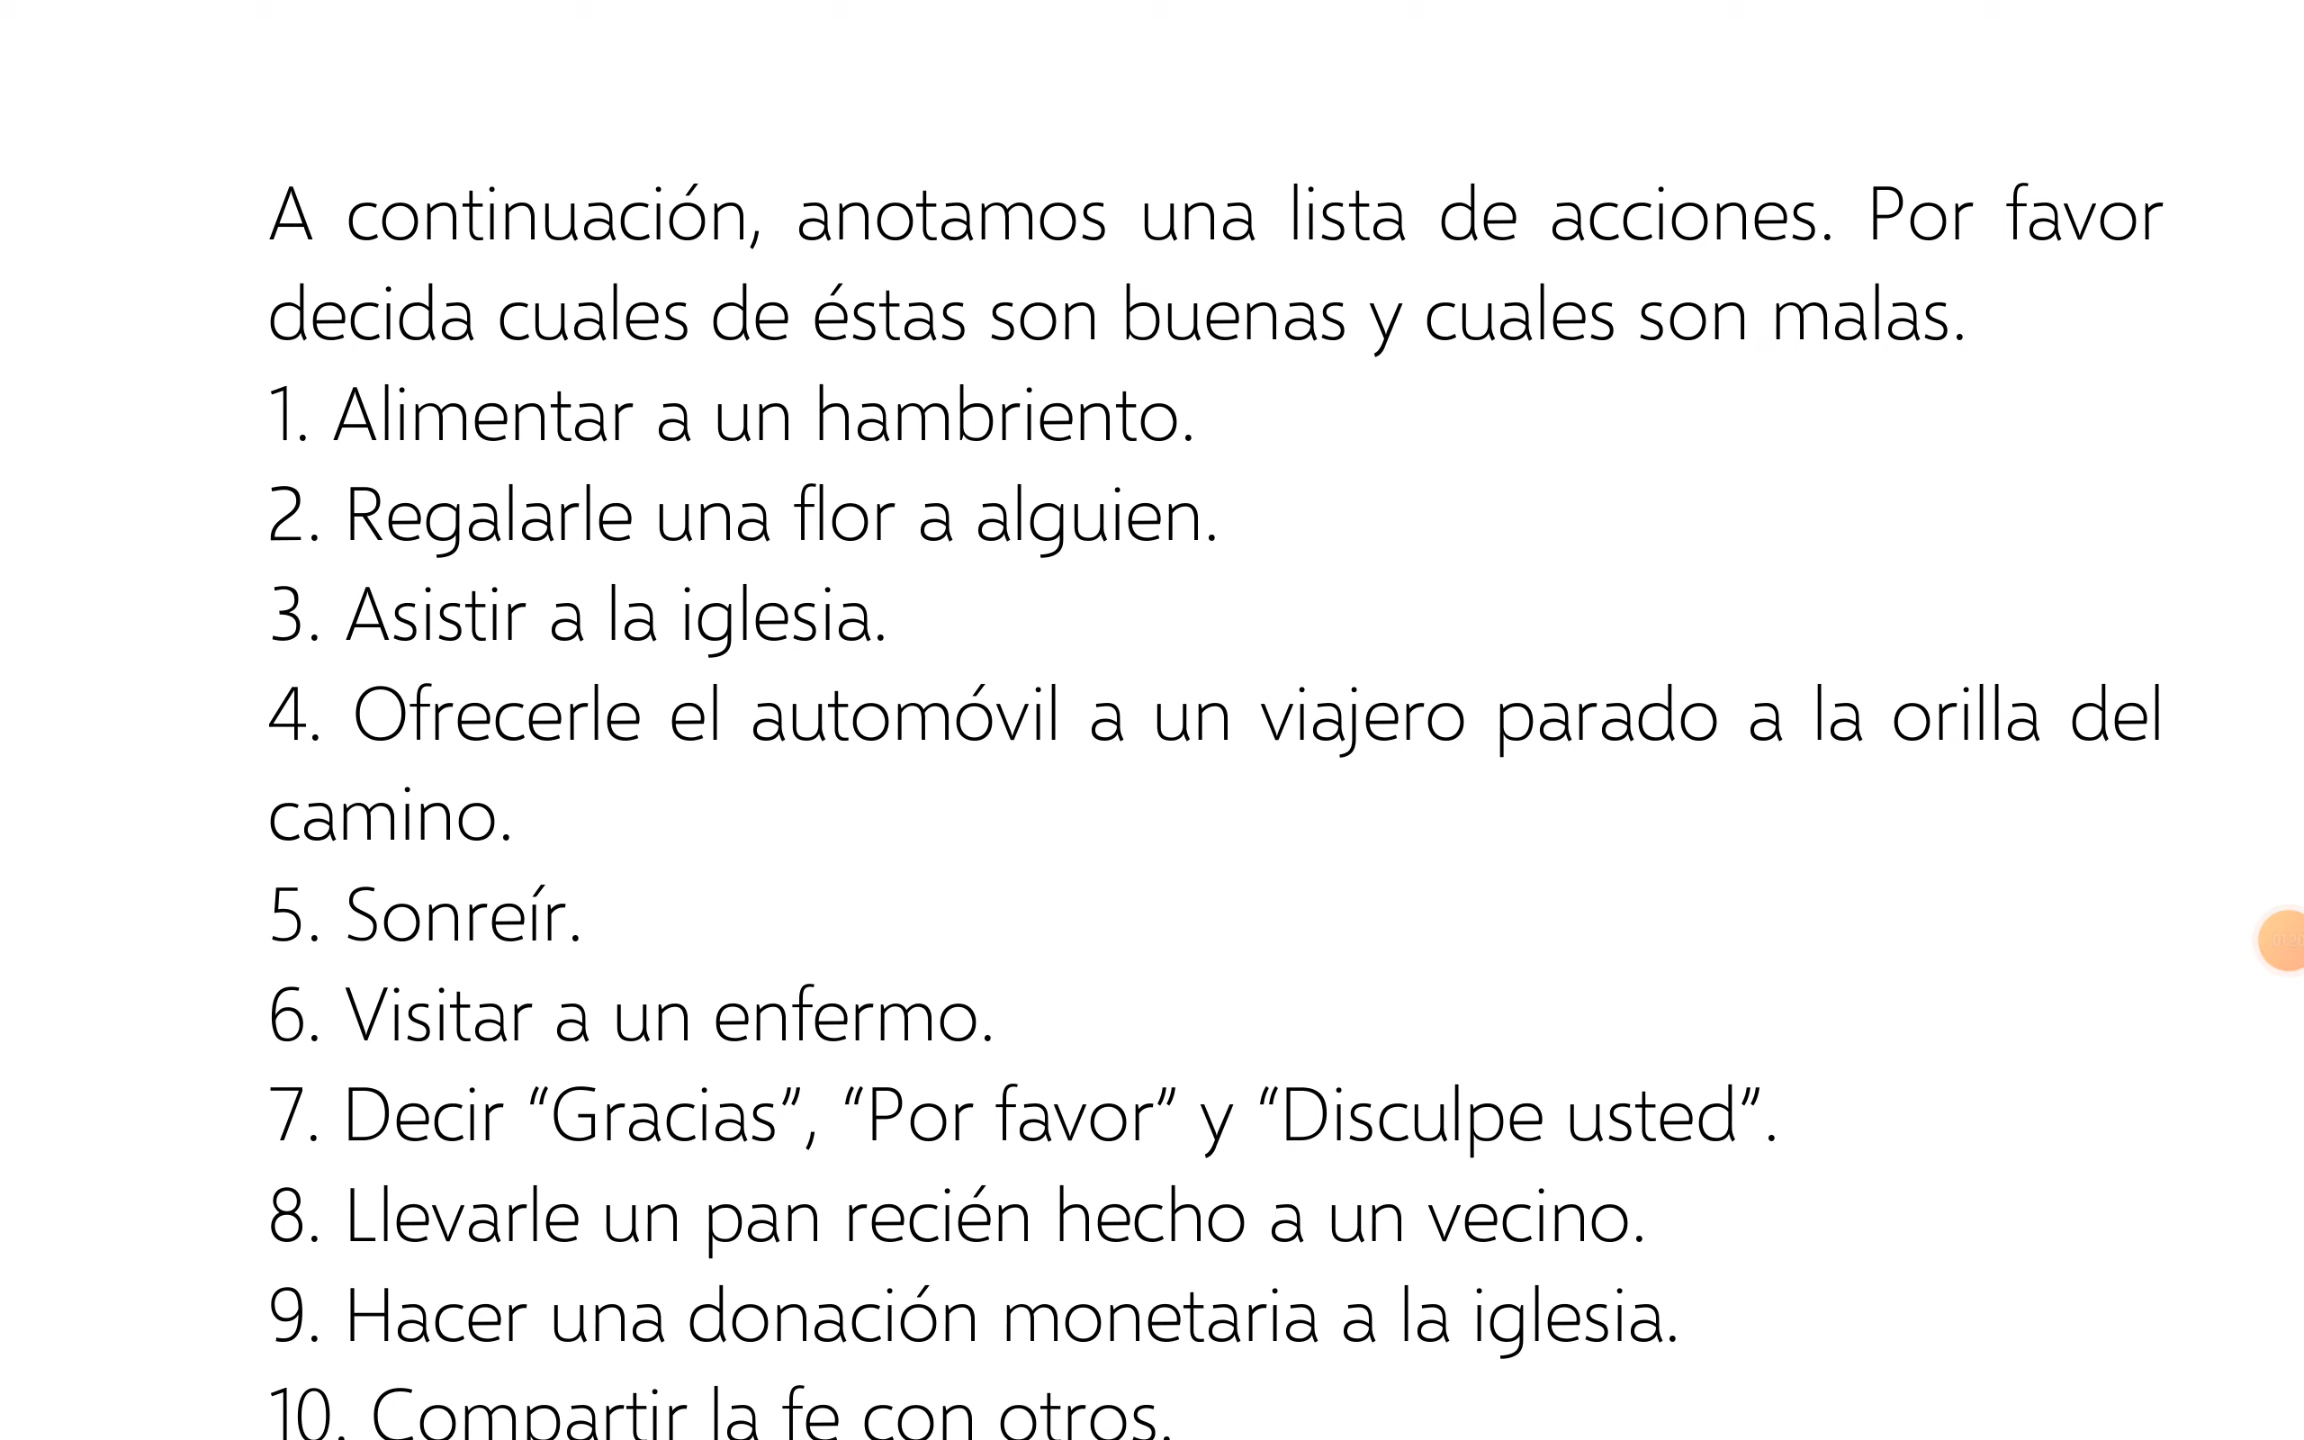 A continuación, anotamos una lista de acciones. Por favor
decida cuales de éstas son buenas y cuales son malas.
1. Alimentar a un hambriento.
2. Regalarle una flor a alguien.
3. Asistir a la iglesia.
4. Ofrecerle el automóvil a un viajero parado a la orilla del
camino.
5. Sonreír.
6. Visitar a un enfermo.
7. Decir “Gracias”, “Por favor” y “Disculpe usted”.
8. Llevarle un pan recién hecho a un vecino.
9. Hacer una donación monetaria a la iglesia.
10. Compartir la fe con otros.